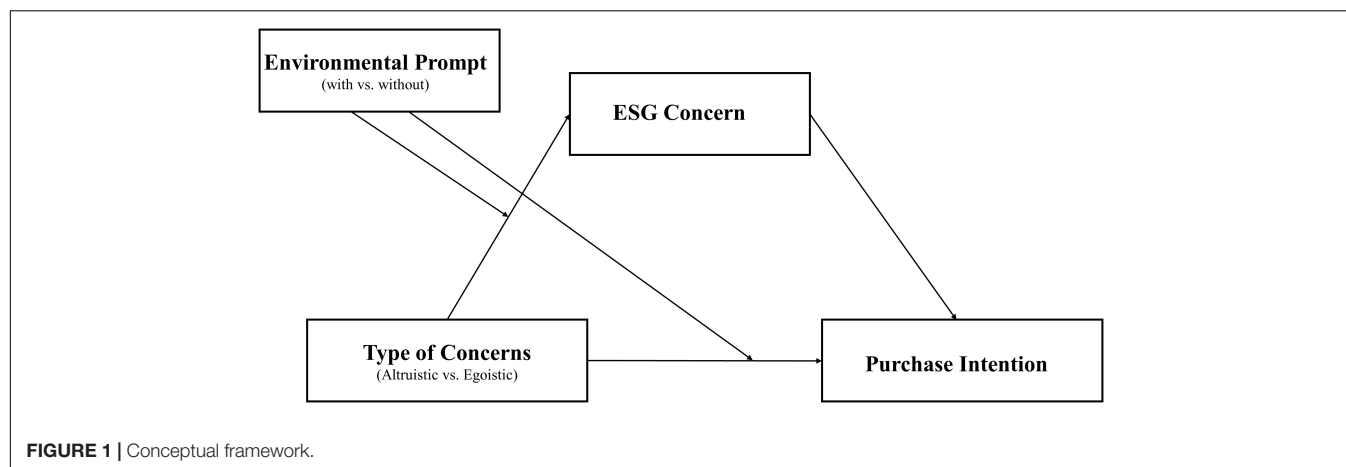 Environmental Prompt
(with vs. without)
ESG Concern
Type of Concerns
(Altruistic vs. Egoistic)
Purchase Intention
FIGURE 1 | Conceptual framework.